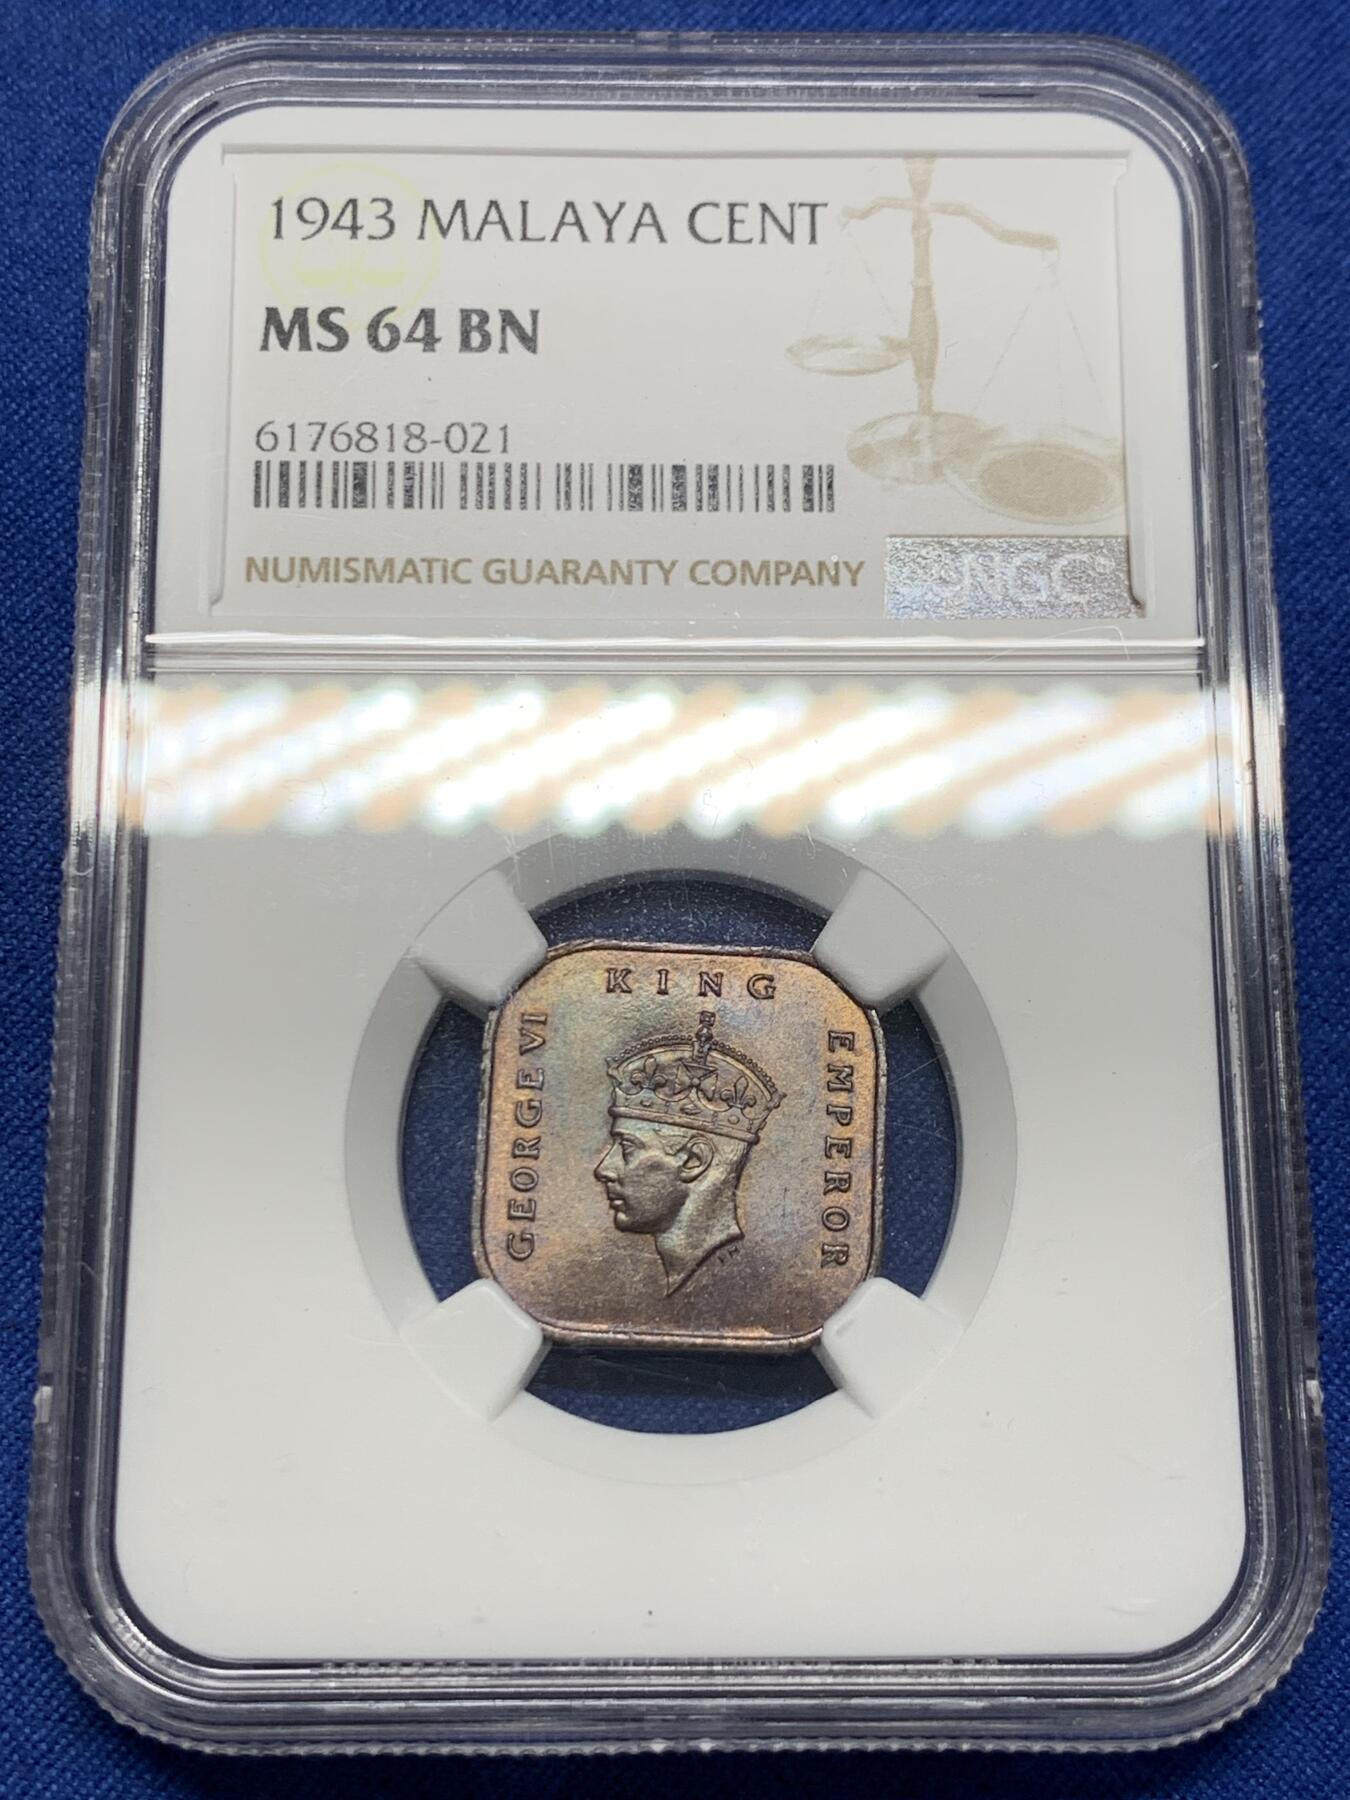 1943 MALAYA CENT
MS 64 BN
6176818-021
NUMISMATIC GUARANTY COMPANY
NGC
KING
GEORGE VI
EMPEROR